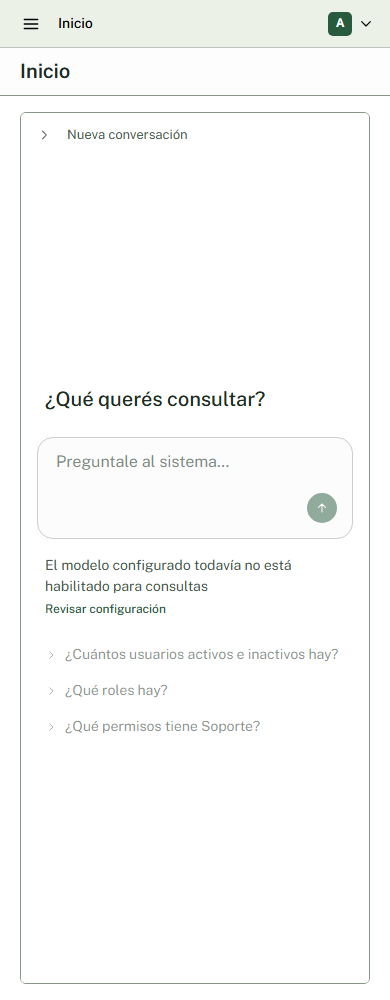 Inicio
A
Inicio
Nueva conversación
¿Qué querés consultar?
Preguntale al sistema...
El modelo configurado todavía no está
habilitado para consultas
Revisar configuración
¿Cuántos usuarios activos e inactivos hay?
¿Qué roles hay?
¿Qué permisos tiene Soporte?